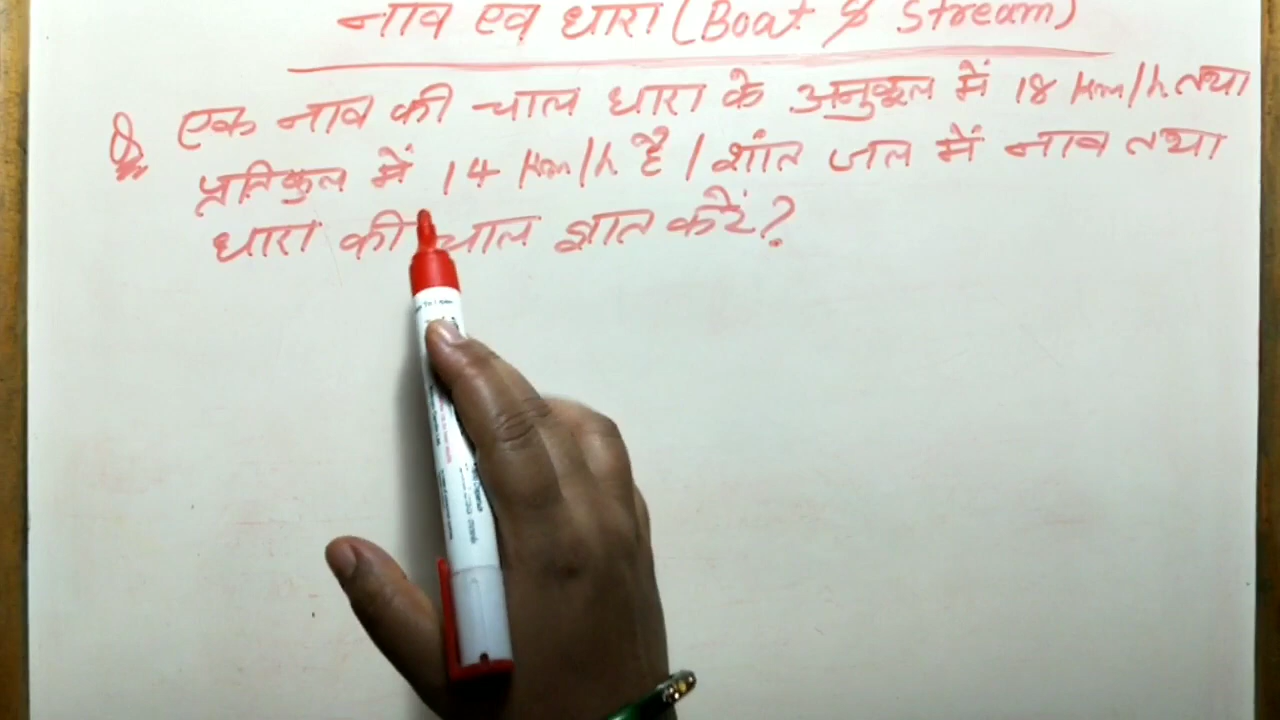 नाव एवं धारा (Boat & Stream)
Q. एक नाव की चाल धारा के अनुकूल में 18 Km/h. तथा
प्रतिकुल में 14 Km/h. है। शांत जल में नाव तथा
धारा की चाल ज्ञात करें?